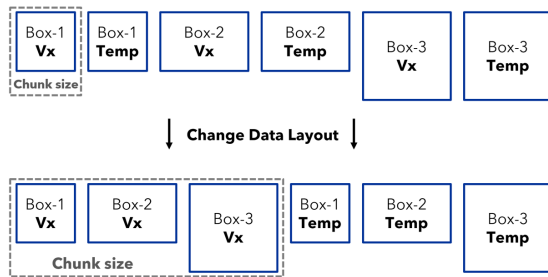 Box-1
Vx
Box-1
Temp
Box-2
Vx
Box-2
Temp
Box-3
Vx
Box-3
Temp
Chunk size
Change Data Layout
Box-1
Vx
Box-2
Vx
Box-3
Vx
Box-1
Temp
Box-2
Temp
Box-3
Temp
Chunk size